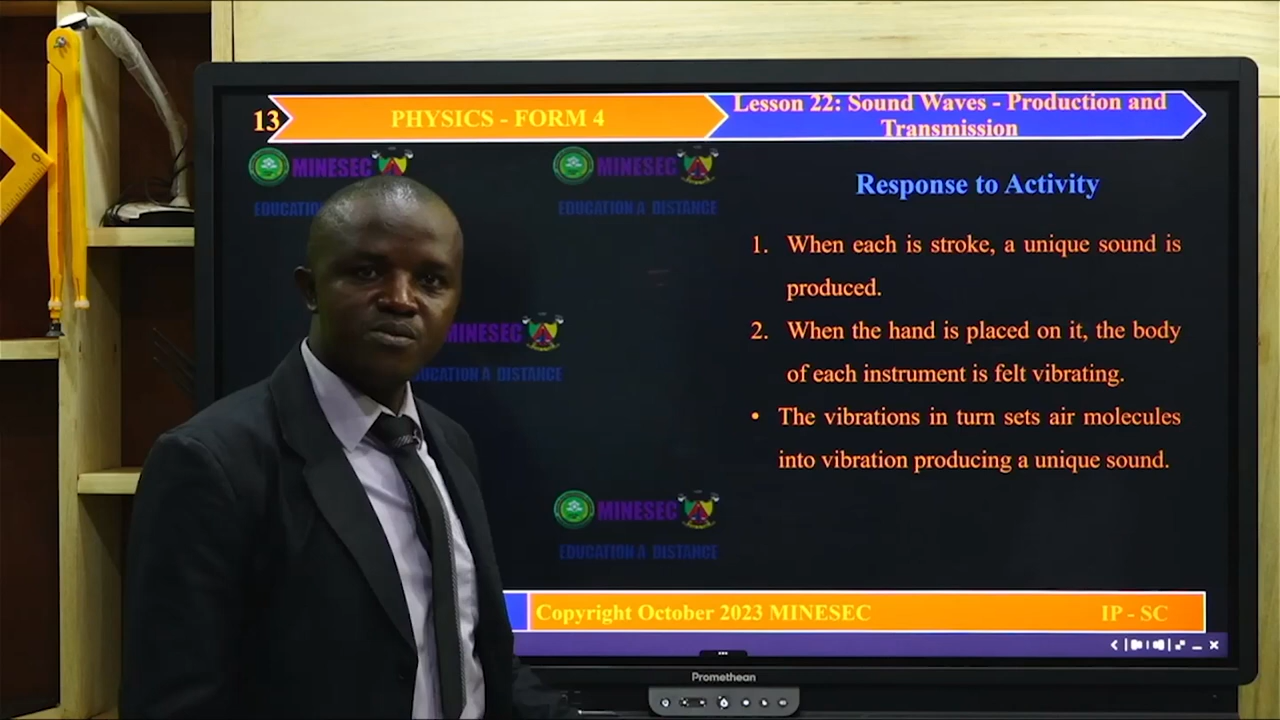 13
PHYSICS - FORM 4
Lesson 22: Sound Waves - Production and
Transmission
MINESEC
MINESEC
EDUCATION A DISTANCE
Response to Activity
1. When each is stroke, a unique sound is
produced.
2. When the hand is placed on it, the body
of each instrument is felt vibrating.
• The vibrations in turn sets air molecules
into vibration producing a unique sound.
MINESEC
DISTANCE
MINESEC
EDUCATION A DISTANCE
Copyright October 2023 MINESEC
IP - SC
Promethean